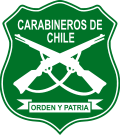 CARABINEROS DE
CHILE
ORDEN Y PATRIA